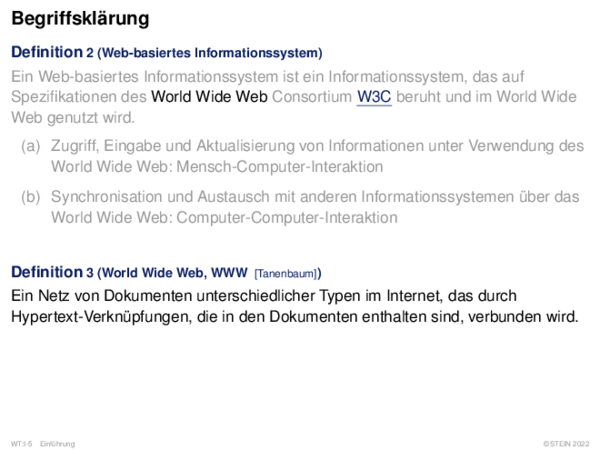 Begriffsklärung
Definition 2 (Web-basiertes Informationssystem)
Ein Web-basiertes Informationssystem ist ein Informationssystem, das auf
Spezifikationen des World Wide Web Consortium W3C beruht und im World Wide
Web genutzt wird.
(a) Zugriff, Eingabe und Aktualisierung von Informationen unter Verwendung des
World Wide Web: Mensch-Computer-Interaktion
(b) Synchronisation und Austausch mit anderen Informationssystemen über das
World Wide Web: Computer-Computer-Interaktion
Definition 3 (World Wide Web, WWW [Tanenbaum])
Ein Netz von Dokumenten unterschiedlicher Typen im Internet, das durch
Hypertext-Verknüpfungen, die in den Dokumenten enthalten sind, verbunden wird.
WT:I-5 Einführung ©STEIN 2022